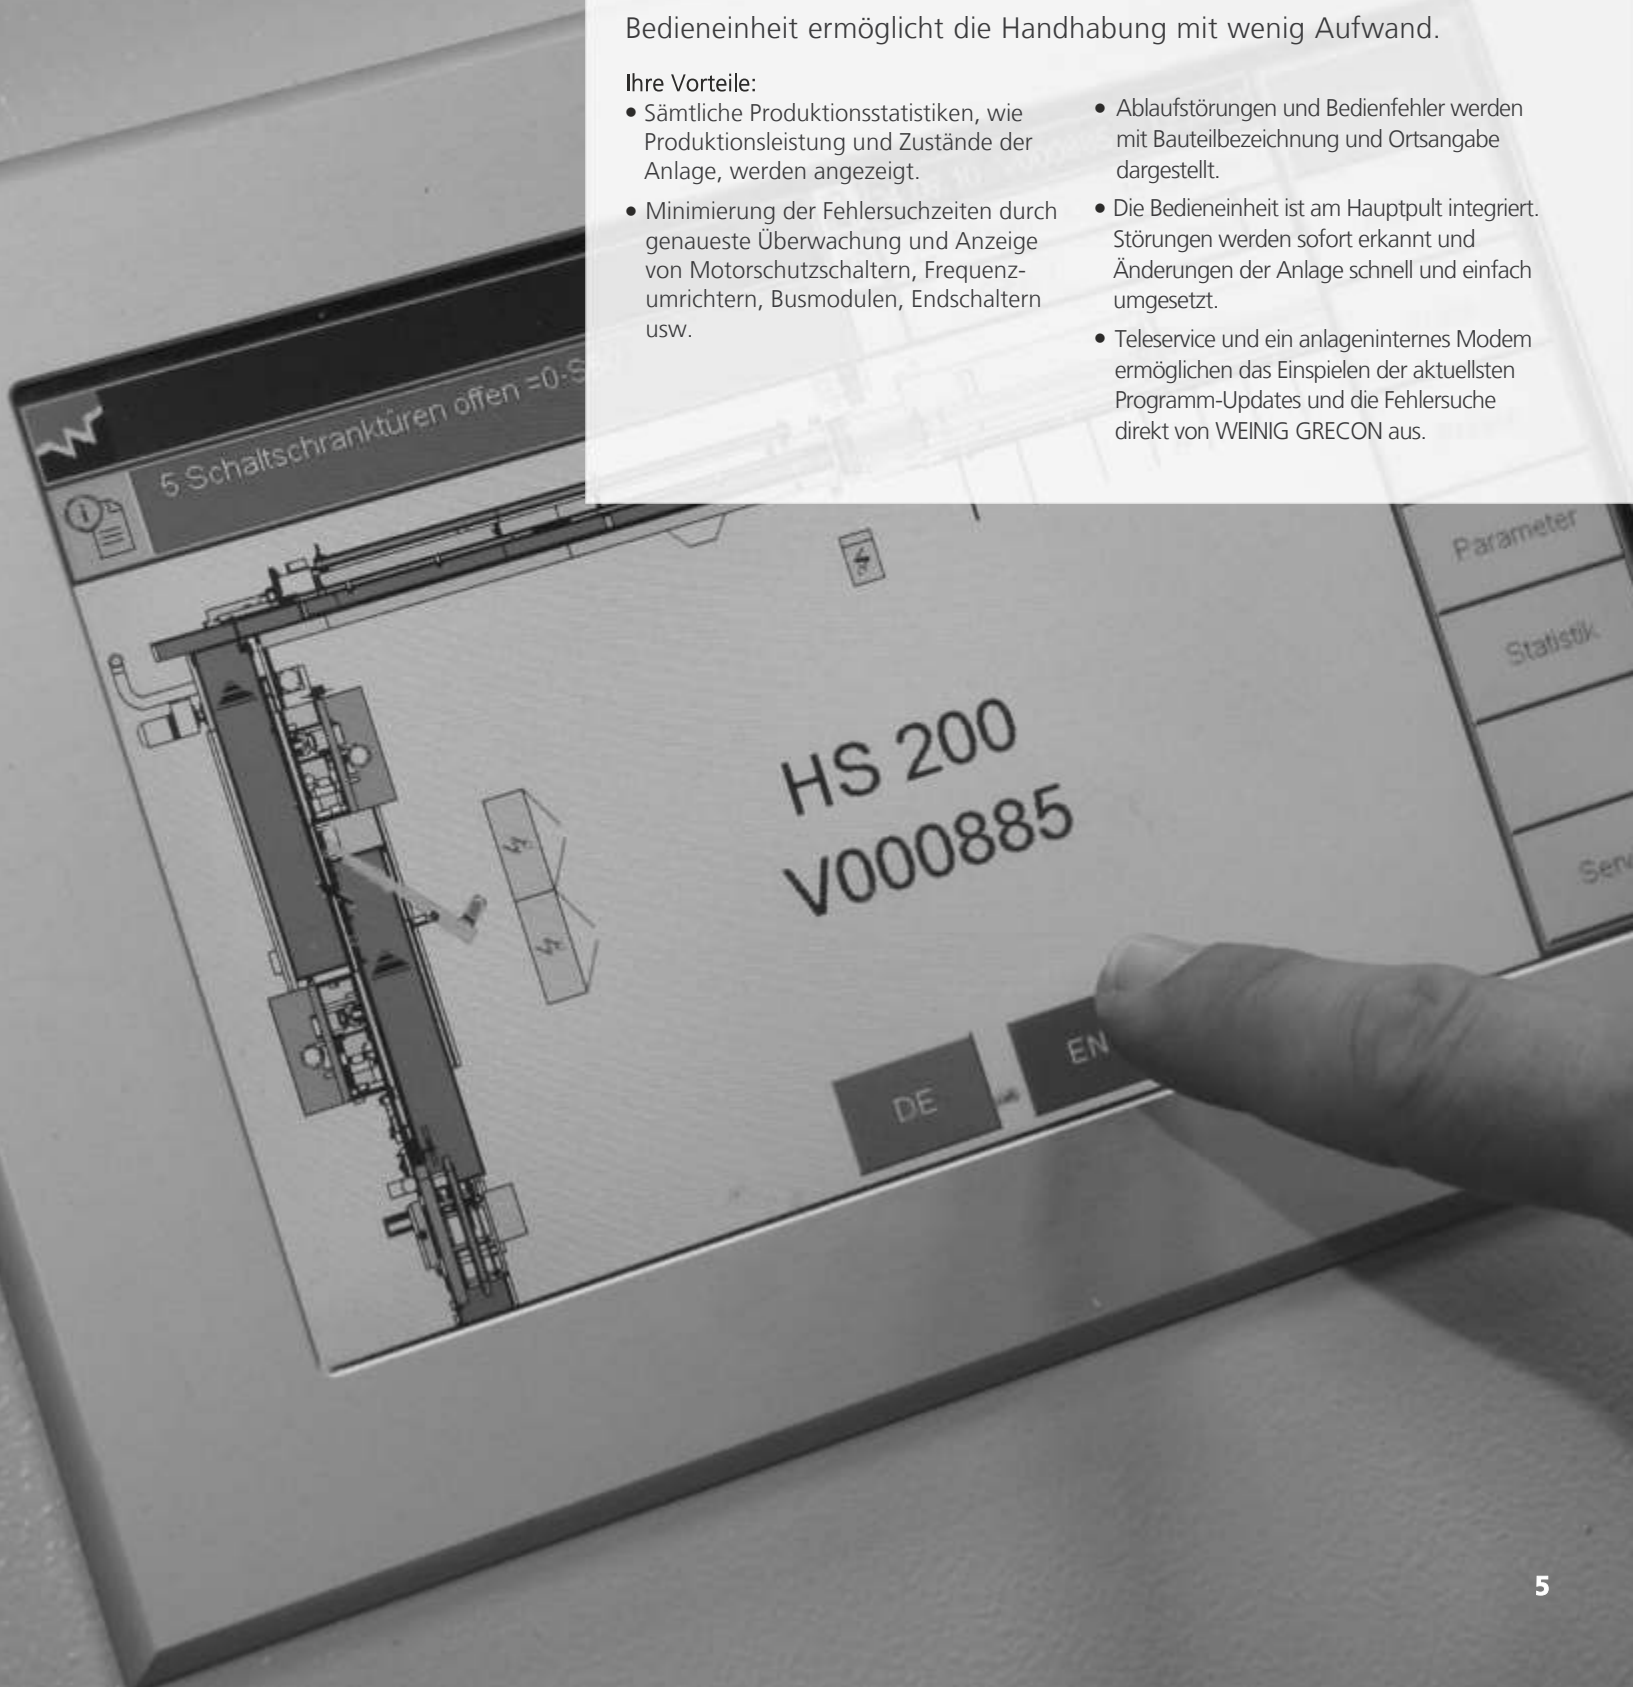 Bedieneinheit ermöglicht die Handhabung mit wenig Aufwand.
Ihre Vorteile:
• Sämtliche Produktionsstatistiken, wie
Produktionsleistung und Zustände der
Anlage, werden angezeigt.
• Minimierung der Fehlersuchzeiten durch
genaueste Überwachung und Anzeige
von Motorschutzschaltern, Frequenz-
umrichtern, Busmodulen, Endschaltern
usw.
• Ablaufstörungen und Bedienfehler werden
mit Bauteilbezeichnung und Ortsangabe
dargestellt.
• Die Bedieneinheit ist am Hauptpult integriert.
Störungen werden sofort erkannt und
Änderungen der Anlage schnell und einfach
umgesetzt.
• Teleservice und ein anlageninternes Modem
ermöglichen das Einspielen der aktuellsten
Programm-Updates und die Fehlersuche
direkt von WEINIG GRECON aus.
5 Schaltschranktüren offen =0-S
Parameter
Statistik
HS 200
V000885
Serv
DE
EN
5